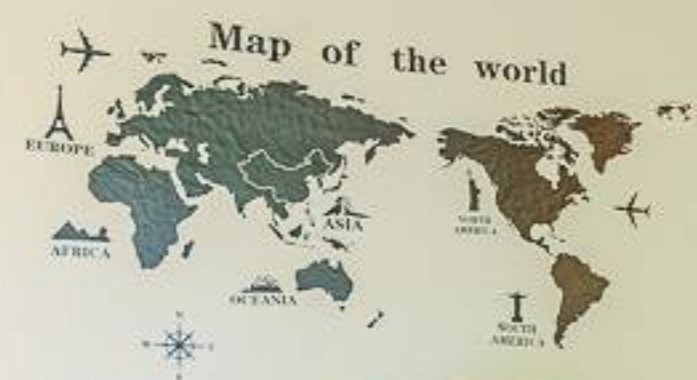 Map of the world
EUROPE
AFRICA
ASIA
OCEANIA
NORTH
AMERICA
SOUTH
AMERICA
N